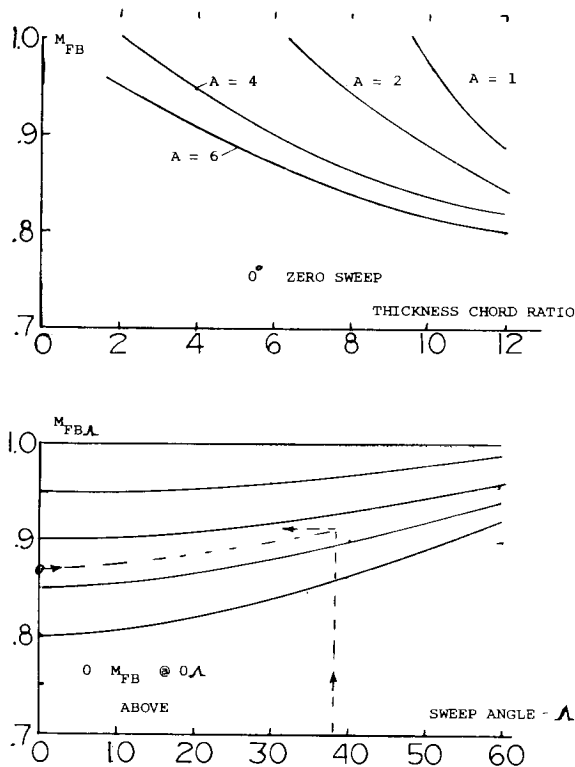 1.0
M FB
A = 4
A = 2
A = 1
.9
A = 6
.8
0° ZERO SWEEP
THICKNESS CHORD RATIO
.7
0 2 4 6 8 10 12
M FBΛ
1.0
.9
.8
0 M FB @ 0Λ
ABOVE
SWEEP ANGLE - Λ
.7
0 10 20 30 40 50 60